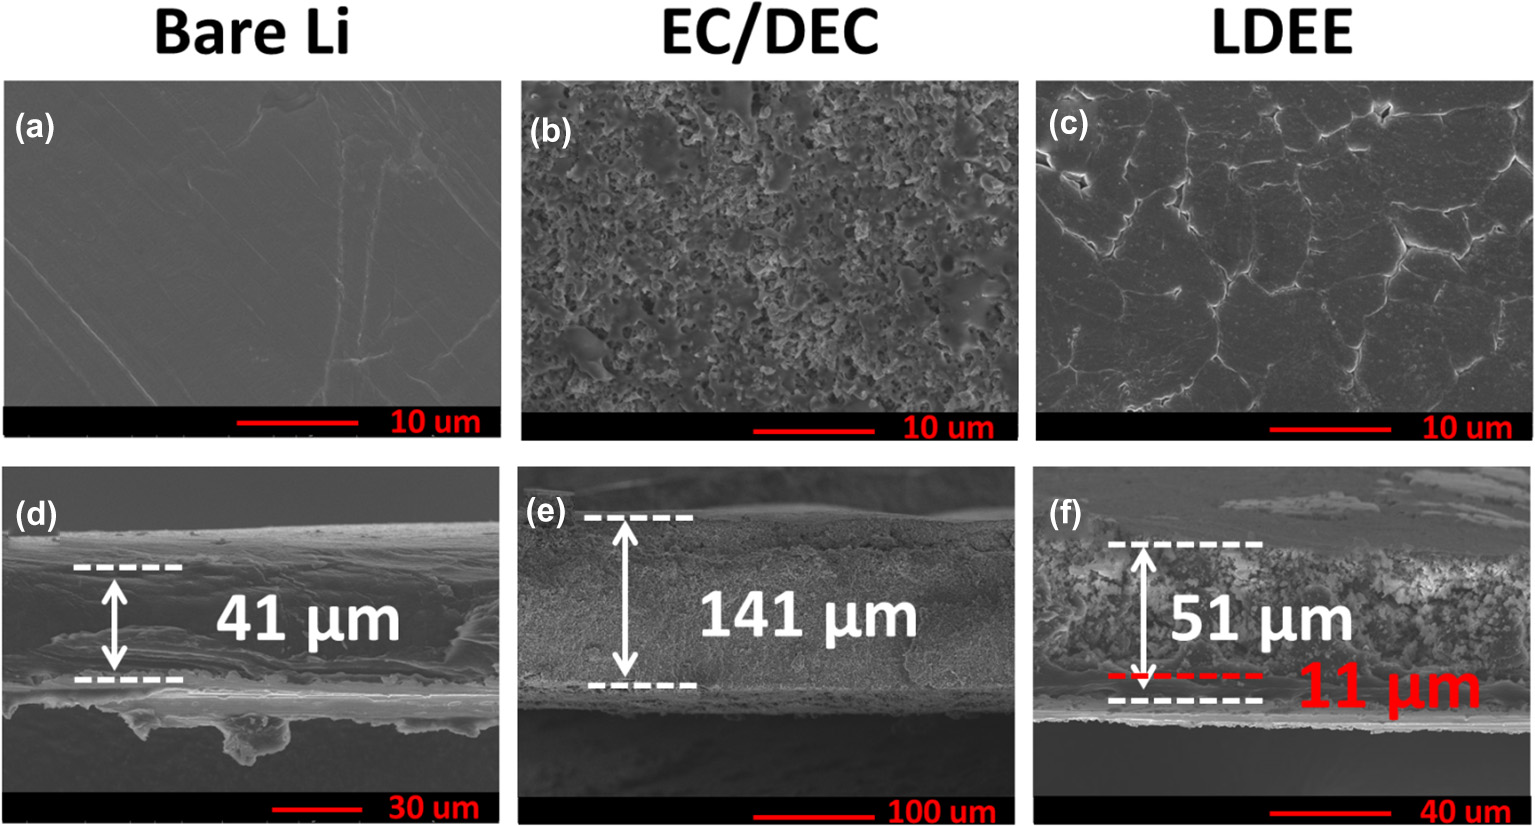 Bare Li
EC/DEC
LDEE
(a)
(b)
(c)
10 um
10 um
10 um
(d)
(e)
(f)
41 μm
141 μm
51 μm
11 μm
30 um
100 um
40 um